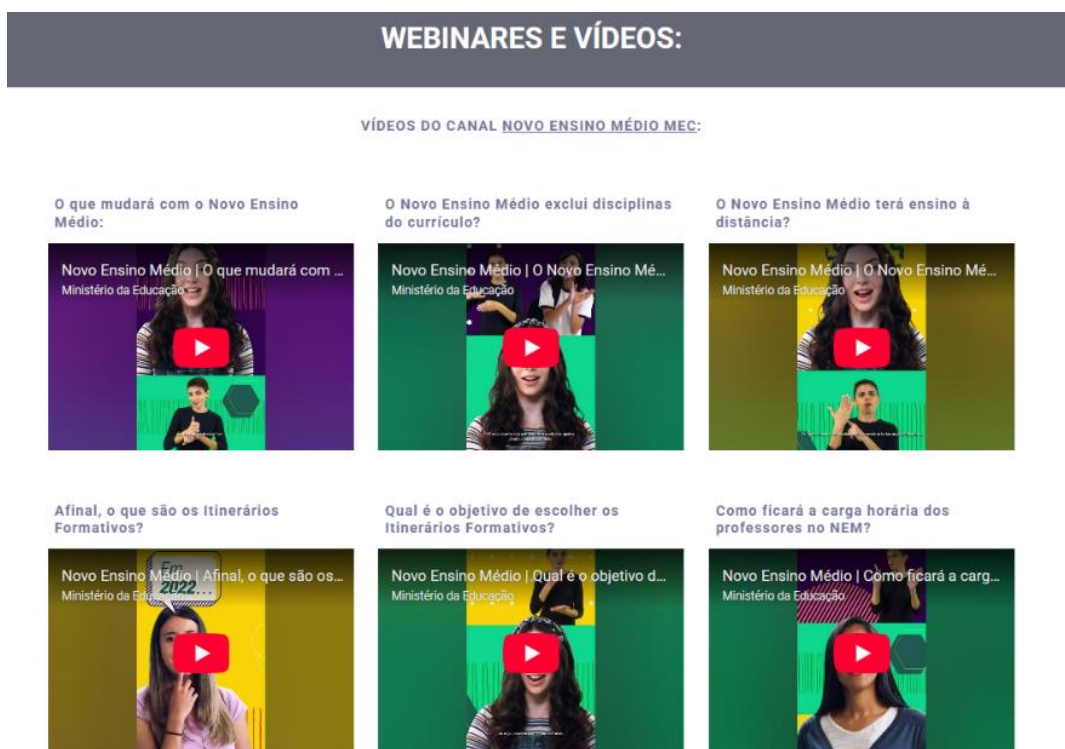 WEBINARES E VÍDEOS:
VÍDEOS DO CANAL NOVO ENSINO MÉDIO MEC:
O que mudará com o Novo Ensino
Médio:
Novo Ensino Médio | O que mudará com ...
Ministério da Educação
O Novo Ensino Médio exclui disciplinas
do currículo?
Novo Ensino Médio | O Novo Ensino Mé...
Ministério da Educação
O Novo Ensino Médio terá ensino à
distância?
Novo Ensino Médio | O Novo Ensino Mé...
Ministério da Educação
Afinal, o que são os Itinerários
Formativos?
Novo Ensino Médio | Afinal, o que são os...
Ministério da Educação
Em
2022...
Qual é o objetivo de escolher os
Itinerários Formativos?
Novo Ensino Médio | Qual é o objetivo d...
Ministério da Educação
Como ficará a carga horária dos
professores no NEM?
Novo Ensino Médio | Como ficará a carg...
Ministério da Educação